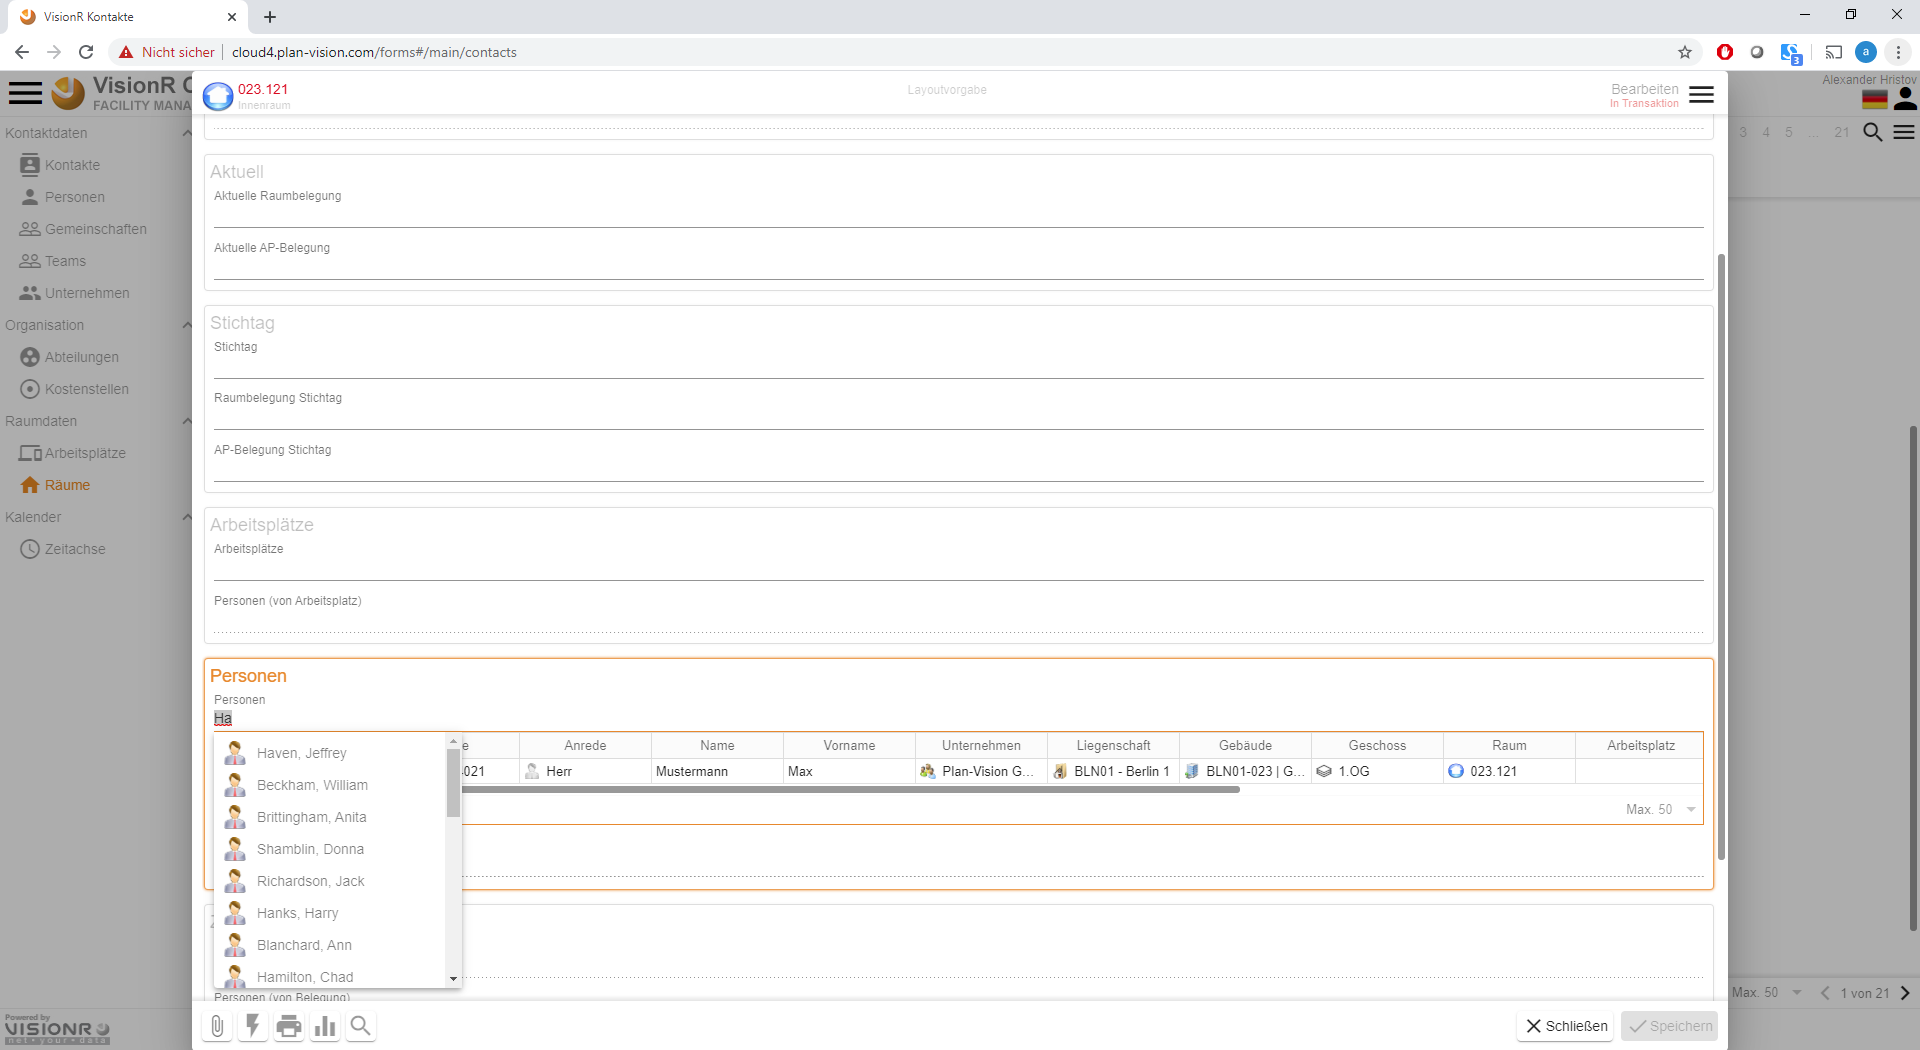 VisionR Kontakte
Nicht sicher
cloud4.plan-vision.com/forms#/main/contacts
a
3
VisionR C
FACILITY MANA
023.121
Innenraum
Layoutvorgabe
Bearbeiten
In Transaktion
Alexander Hristov
3 4 5 ... 21
Kontaktdaten
Kontakte
Personen
Gemeinschaften
Teams
Unternehmen
Organisation
Abteilungen
Kostenstellen
Raumdaten
Arbeitsplätze
Räume
Kalender
Zeitachse
Aktuell
Aktuelle Raumbelegung
Aktuelle AP-Belegung
Stichtag
Stichtag
Raumbelegung Stichtag
AP-Belegung Stichtag
Arbeitsplätze
Arbeitsplätze
Personen (von Arbeitsplatz)
Personen
Personen
Ha
e Anrede Name Vorname Unternehmen Liegenschaft Gebäude Geschoss Raum Arbeitsplatz
021 Herr Mustermann Max Plan-Vision G... BLN01 - Berlin 1 BLN01-023 | G... 1.OG 023.121
Max. 50
Haven, Jeffrey
Beckham, William
Brittingham, Anita
Shamblin, Donna
Richardson, Jack
Hanks, Harry
Blanchard, Ann
Hamilton, Chad
Personen (von Belegung)
Max. 50
1 von 21
Powered by
VISIONR
net • your • data
Schließen
Speichern